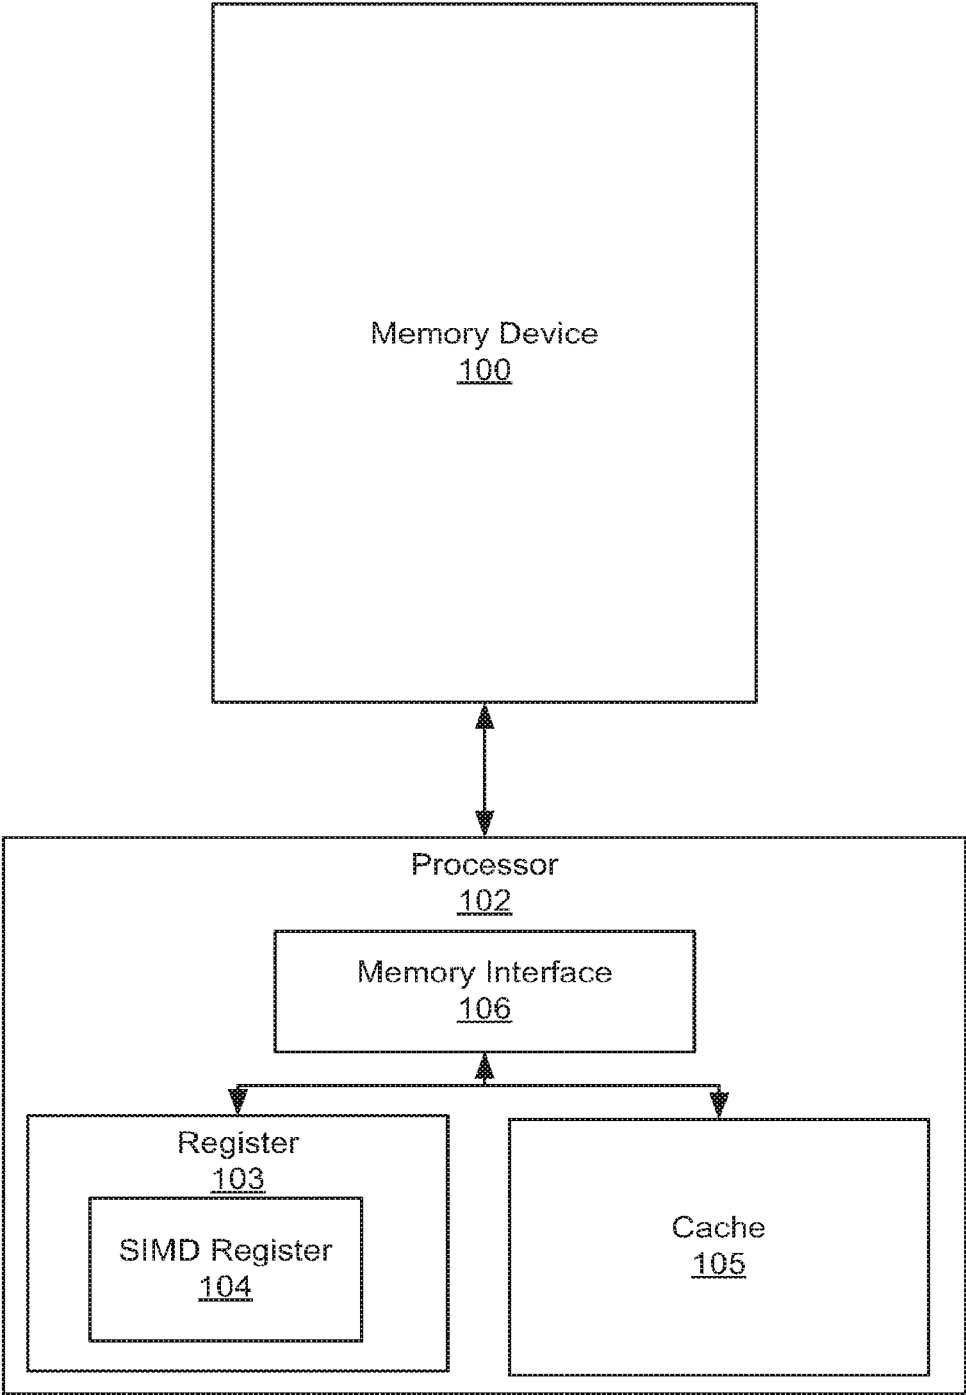 Memory Device
100
Processor
102
Memory Interface
106
Register
103
SIMD Register
104
Cache
105